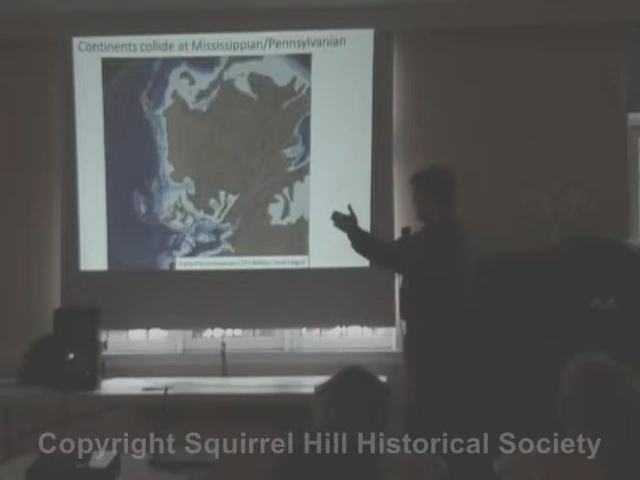 Continents collide at Mississippian/Pennsylvanian
Copyright Squirrel Hill Historical Society